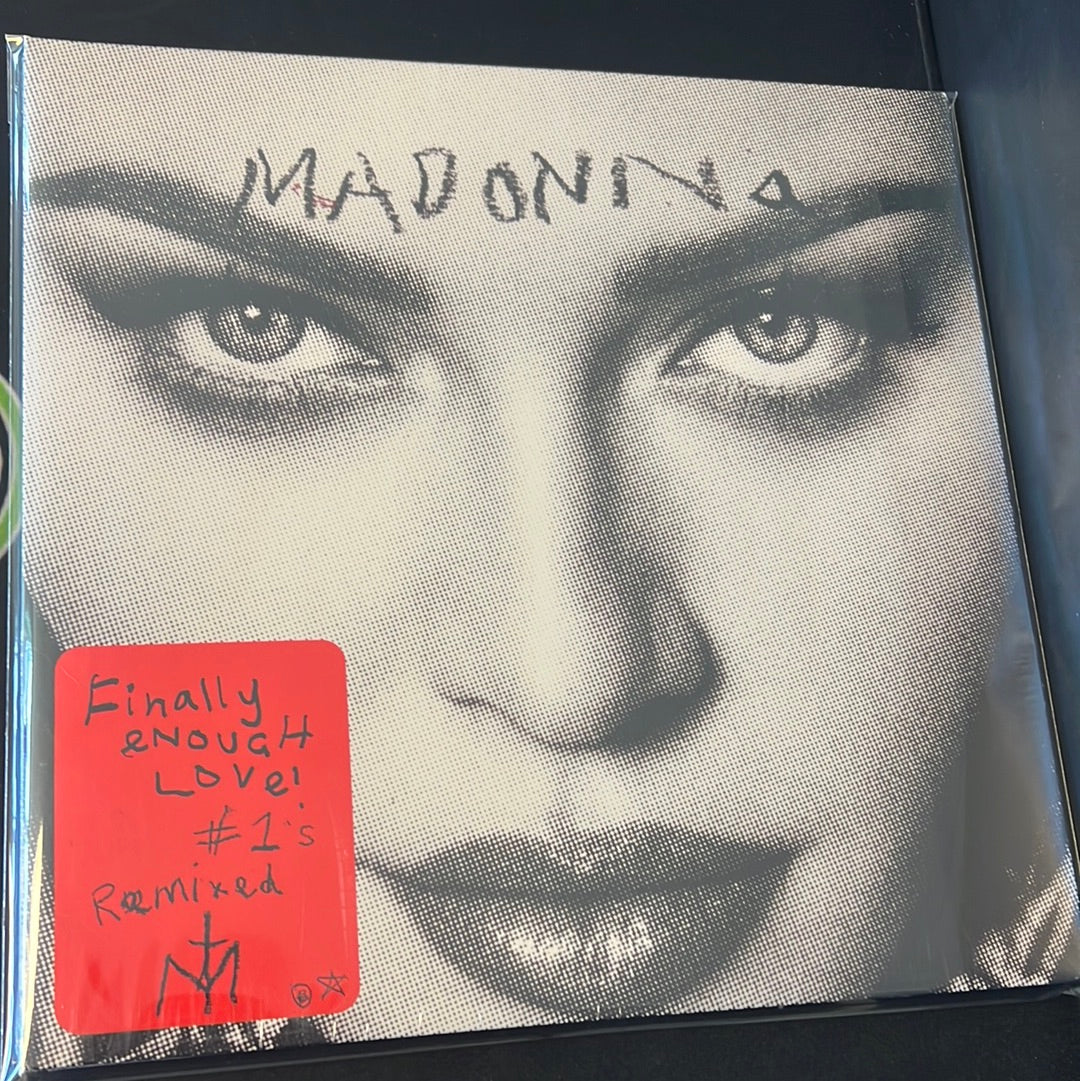 MADONNA
Finally
eNOUGH
LOVe!
#1's
Remixed
M